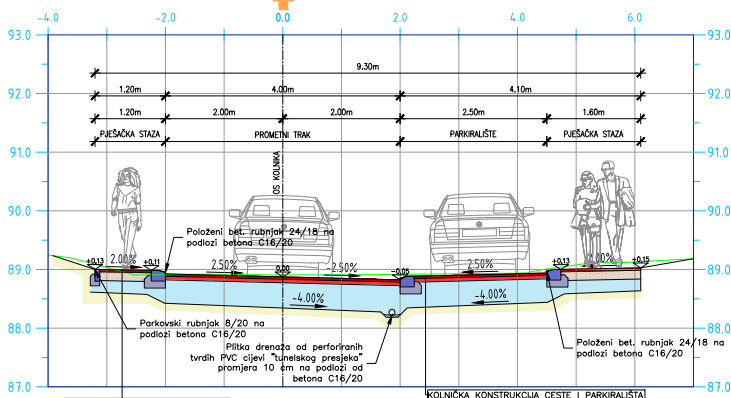 -4.0 -2.0 0.0 2.0 4.0 6.0
93.0 93.0
9.30m
92.0 92.0
1.20m 4.00m 4.10m
1.20m 2.00m 2.00m 2.50m 1.60m
PJEŠAČKA STAZA PROMETNI TRAK PARKIRALIŠTE PJEŠAČKA STAZA
91.0 91.0
OS KOLNIKA
90.0 90.0
Položeni bet. rubnjak 24/18 na
podlozi betona C16/20
+0.13 2.00% +0.11 2.50% 0.00 -2.50% -0.05 2.50% +0.13 +0.15
89.0 89.0
-4.00% -4.00%
88.0 88.0
Parkovski rubnjak 8/20 na
podlozi betona C16/20
Plitka drenaža od perforiranih
tvrdih PVC cijevi "tunelskog presjeka"
promjera 10 cm na podlozi od
betona C16/20
Položeni bet. rubnjak 24/18 na
podlozi betona C16/20
87.0 87.0
KOLNIČKA KONSTRUKCIJA CESTE I PARKIRALIŠTA